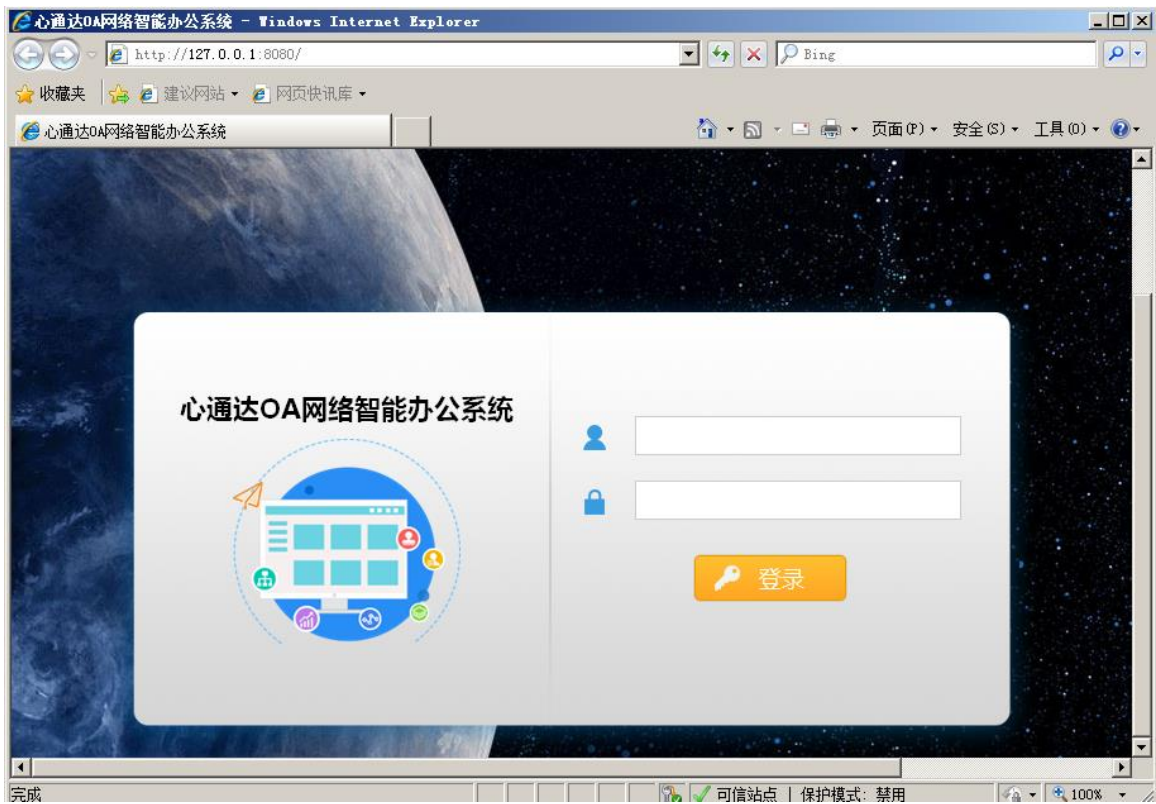 心通达OA网络智能办公系统 - Windows Internet Explorer
http://127.0.0.1:8080/
Bing
收藏夹 建议网站 网页快讯库
心通达OA网络智能办公系统 页面(P) 安全(S) 工具(O)
心通达OA网络智能办公系统
登录
完成 可信站点 | 保护模式: 禁用 100%